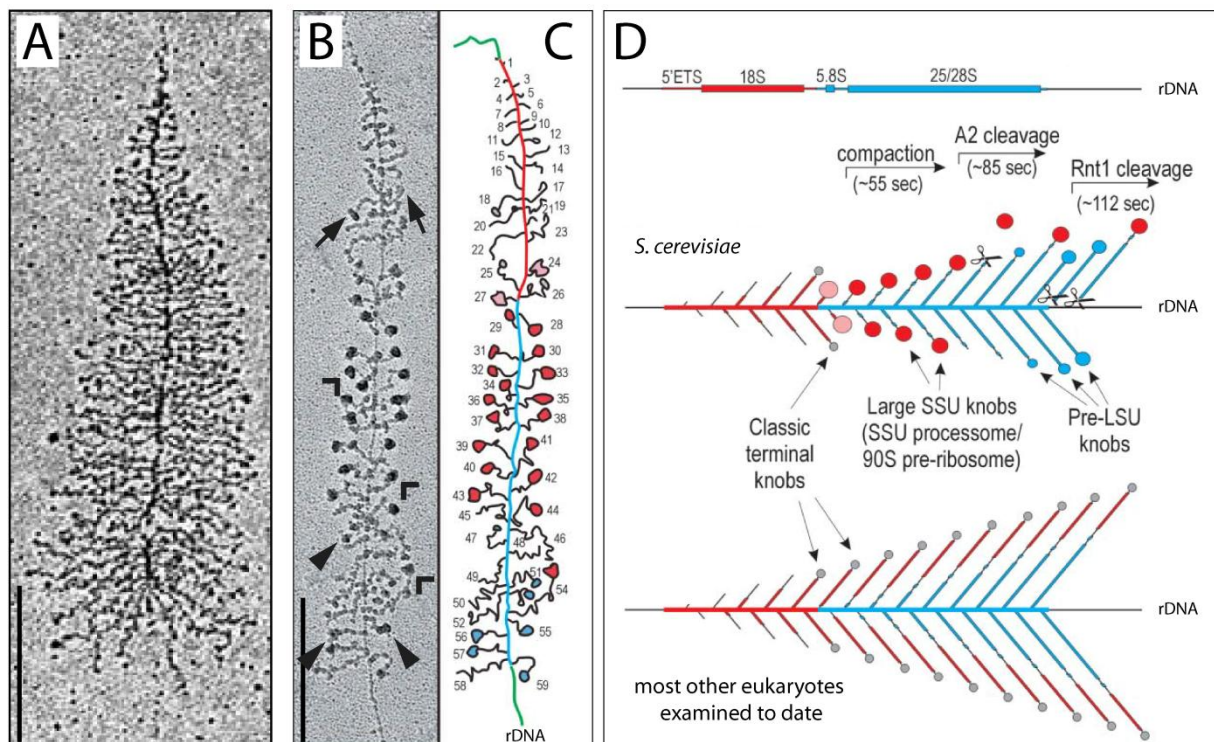 A
B
C
D
1
2
3
4
5
6
7
9
8
10
11
12
13
15
14
16
17
18
19
21
20
23
22
24
25
26
27
28
29
30
31
32
33
34
35
36
37
38
39
41
40
42
43
44
45
46
47
48
49
51
50
54
52
55
56
57
58
59
rDNA
5'ETS 18S 5.8S 25/28S
rDNA
compaction
(~55 sec)
A2 cleavage
(~85 sec)
Rnt1 cleavage
(~112 sec)
S. cerevisiae
rDNA
Classic
terminal
knobs
Large SSU knobs
(SSU processome/
90S pre-ribosome)
Pre-LSU
knobs
rDNA
most other eukaryotes
examined to date